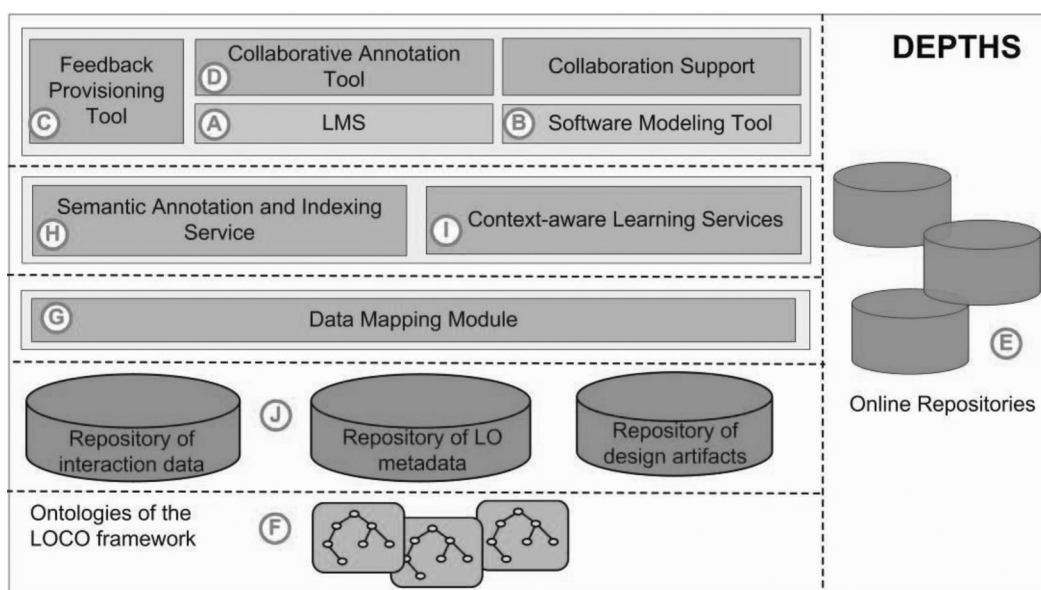 DEPTHS
Feedback
Provisioning
Tool
C
Collaborative Annotation
Tool
D
Collaboration Support
A
LMS
B
Software Modeling Tool
Semantic Annotation and Indexing
Service
H
I
Context-aware Learning Services
G
Data Mapping Module
E
Online Repositories
Repository of
interaction data
J
Repository of LO
metadata
Repository of
design artifacts
Ontologies of the
LOCO framework
F